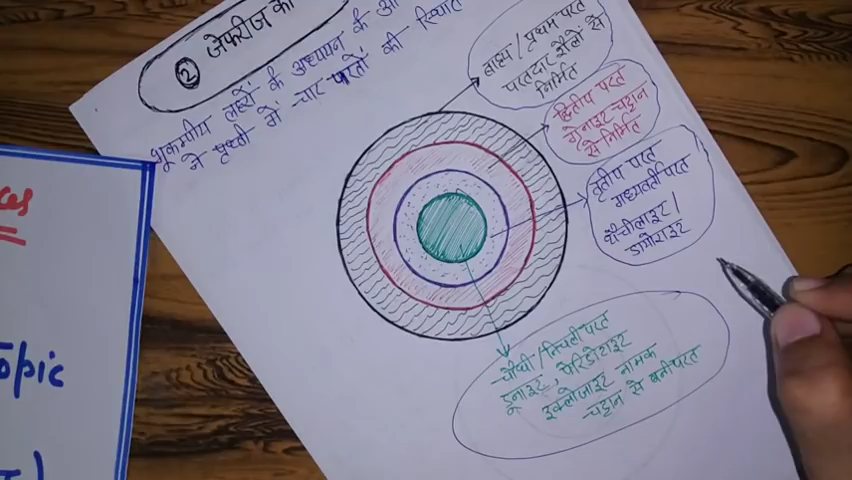 ② जेफरीज का
भूकम्पीय लहरों के अध्ययन के आ
ने पृथ्वी में चार परतों की स्थिति
बाह्य / प्रथम परत
परतदार शैलों से
निर्मित
द्वितीय परत
ग्रेनाइट चट्टान
से निर्मित
तृतीय परत
मध्यवर्ती परत
थैचीलाइट /
डायोराइट
चौथी / निचली परत
डूनाइट, पेरिडोटाइट
इक्लोजाइट नामक
चट्टान से बनी परत
opic